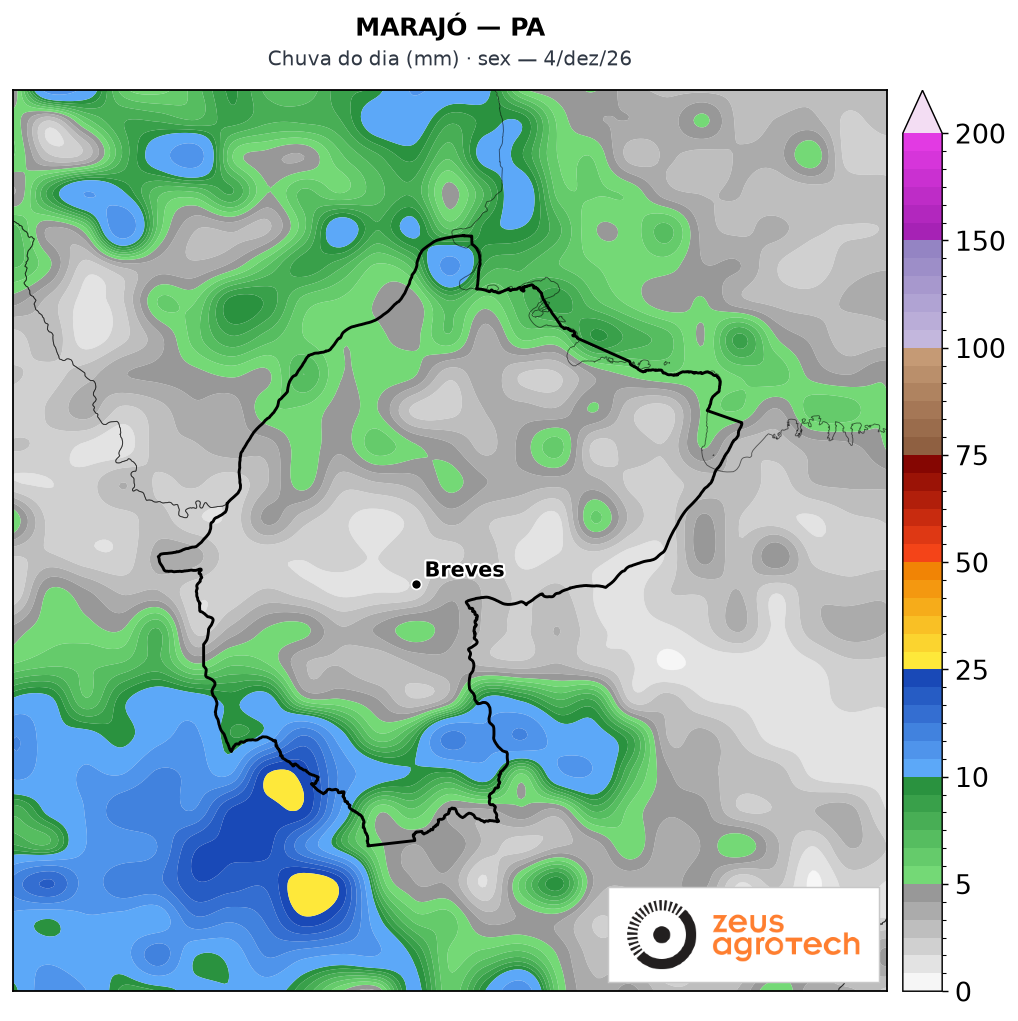 MARAJÓ — PA
Chuva do dia (mm) · sex — 4/dez/26
200
150
100
75
50
25
10
5
0
Breves
zeus
agroTech